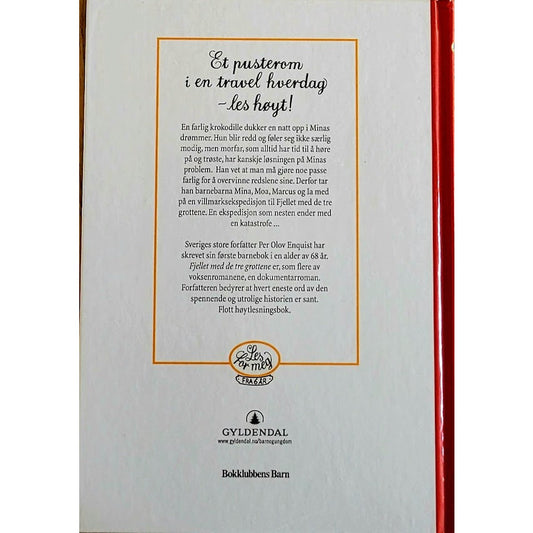 Et pusterom
i en travel hverdag
– les høyt!
En farlig krokodille dukker en natt opp i Minas
drømmer. Hun blir redd og føler seg ikke særlig
modig, men morfar, som alltid har tid til å høre
på og trøste, har kanskje løsningen på Minas
problem. Han vet at man må gjøre noe passe
farlig for å overvinne redslene sine. Derfor tar
han barnebarna Mina, Moa, Marcus og Ia med
på en villmarksekspedisjon til Fjellet med de tre
grottene. En ekspedisjon som nesten ender med
en katastrofe ...
Sveriges store forfatter Per Olov Enquist har
skrevet sin første barnebok i en alder av 68 år.
Fjellet med de tre grottene er, som flere av
voksenromanene, en dokumentarroman.
Forfatteren bedyrer at hvert eneste ord av den
spennende og utrolige historien er sant.
Flott høytlesningsbok.
Les
for meg
FRA 6 ÅR
GYLDENDAL
www.gyldendal.no/barnogungdom
Bokklubbens Barn